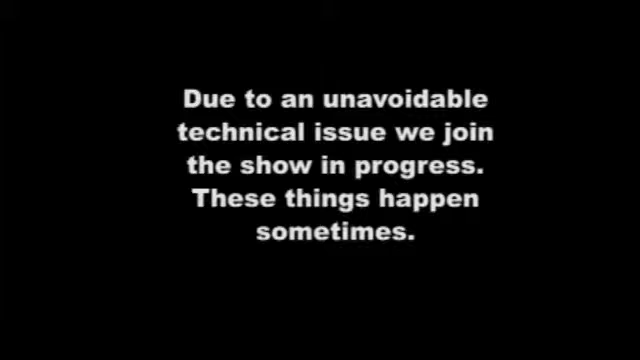 Due to an unavoidable
technical issue we join
the show in progress.
These things happen
sometimes.